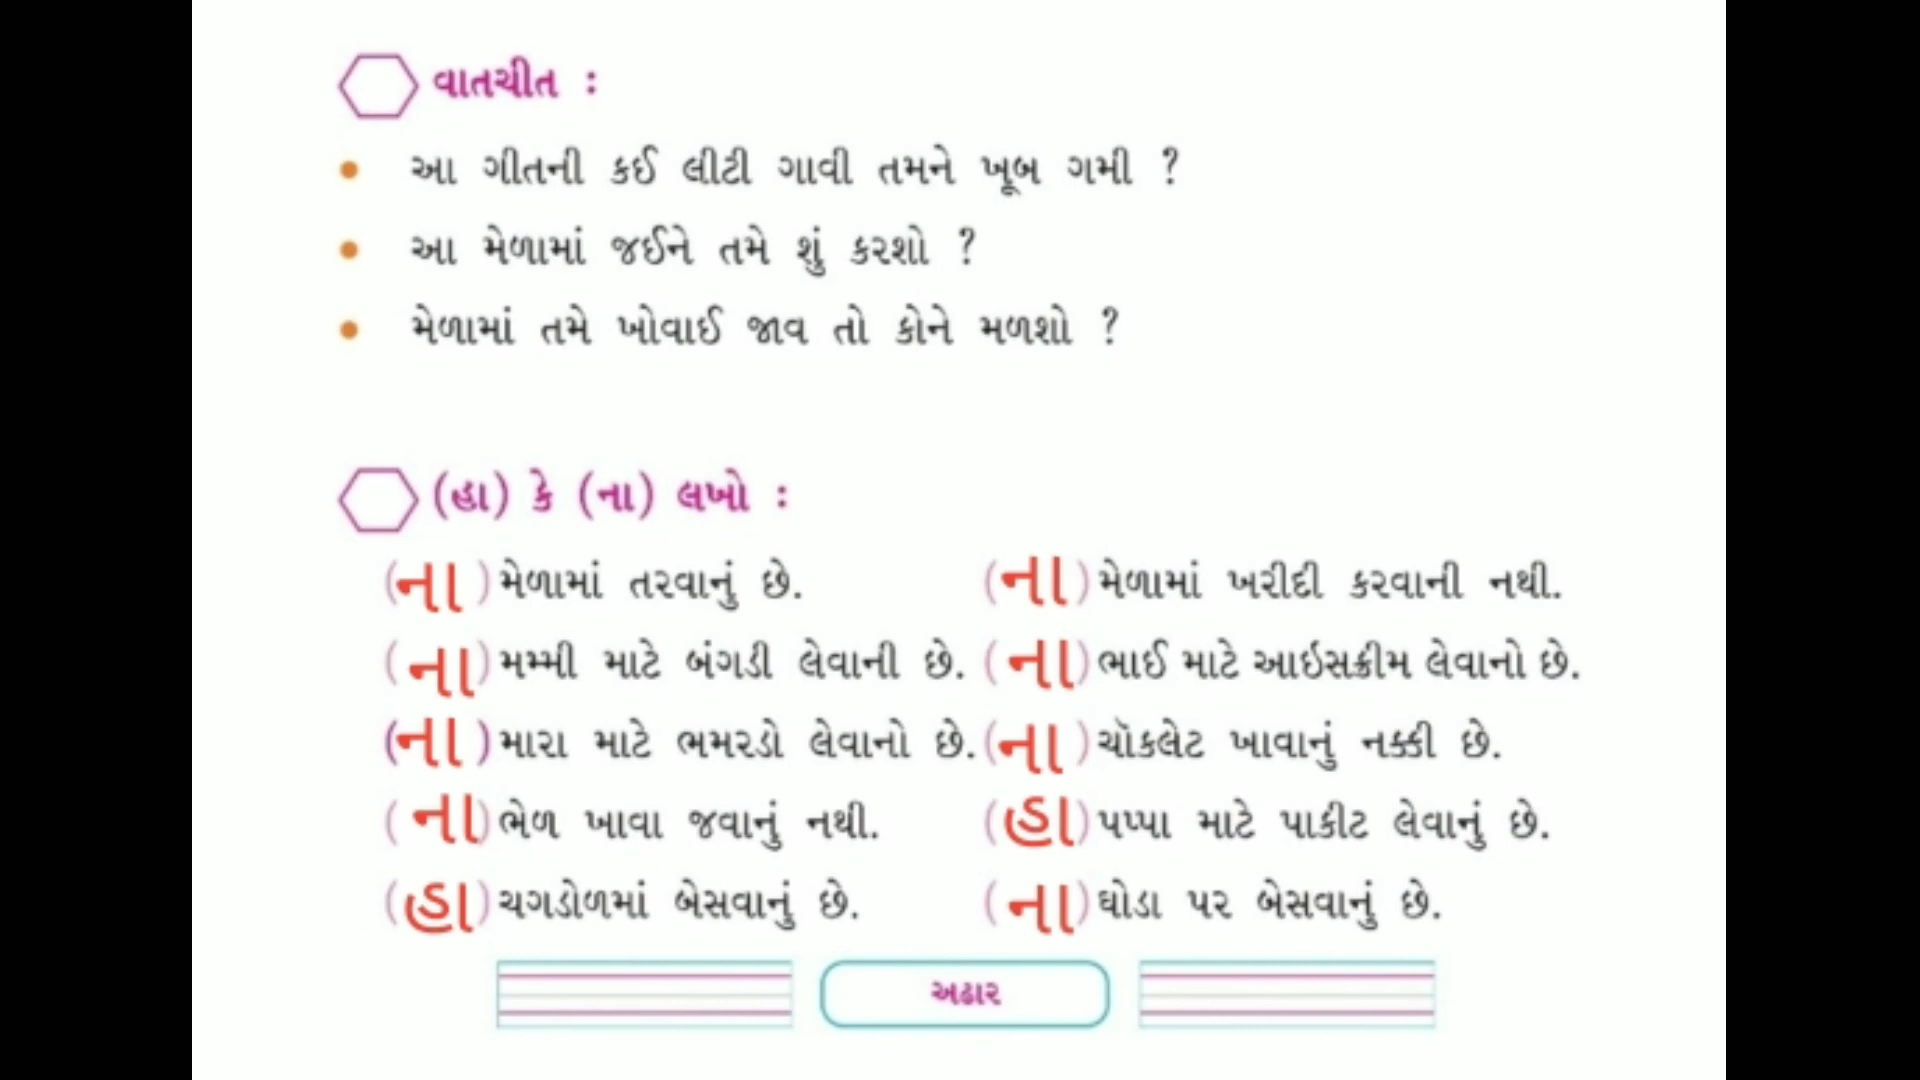 વાતચીત :
• આ ગીતની કઈ લીટી ગાવી તમને ખૂબ ગમી ?
• આ મેળામાં જઈને તમે શું કરશો ?
• મેળામાં તમે ખોવાઈ જાવ તો કોને મળશો ?
(હા) કે (ના) લખો :
(ના) મેળામાં તરવાનું છે. (ના) મેળામાં ખરીદી કરવાની નથી.
(ના) મમ્મી માટે બંગડી લેવાની છે. (ના) ભાઈ માટે આઇસક્રીમ લેવાનો છે.
(ના) મારા માટે ભમરડો લેવાનો છે. (ના) ચૉકલેટ ખાવાનું નક્કી છે.
(ના) ભેળ ખાવા જવાનું નથી. (હા) પપ્પા માટે પાકીટ લેવાનું છે.
(હા) ચગડોળમાં બેસવાનું છે. (ના) ઘોડા પર બેસવાનું છે.
અઢાર